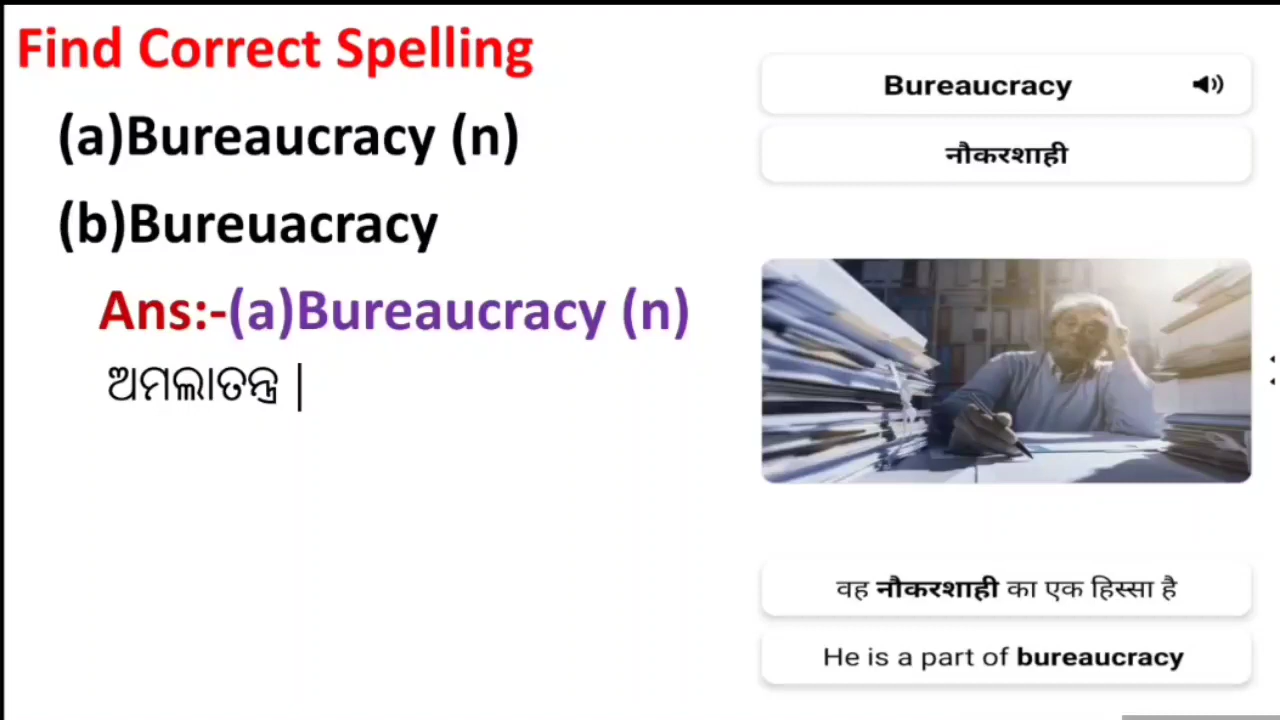 Find Correct Spelling
(a)Bureaucracy (n)
(b)Bureuacracy
Ans:-(a)Bureaucracy (n)
ଅମଲାତନ୍ତ୍ର |
Bureaucracy
नौकरशाही
वह नौकरशाही का एक हिस्सा है
He is a part of bureaucracy